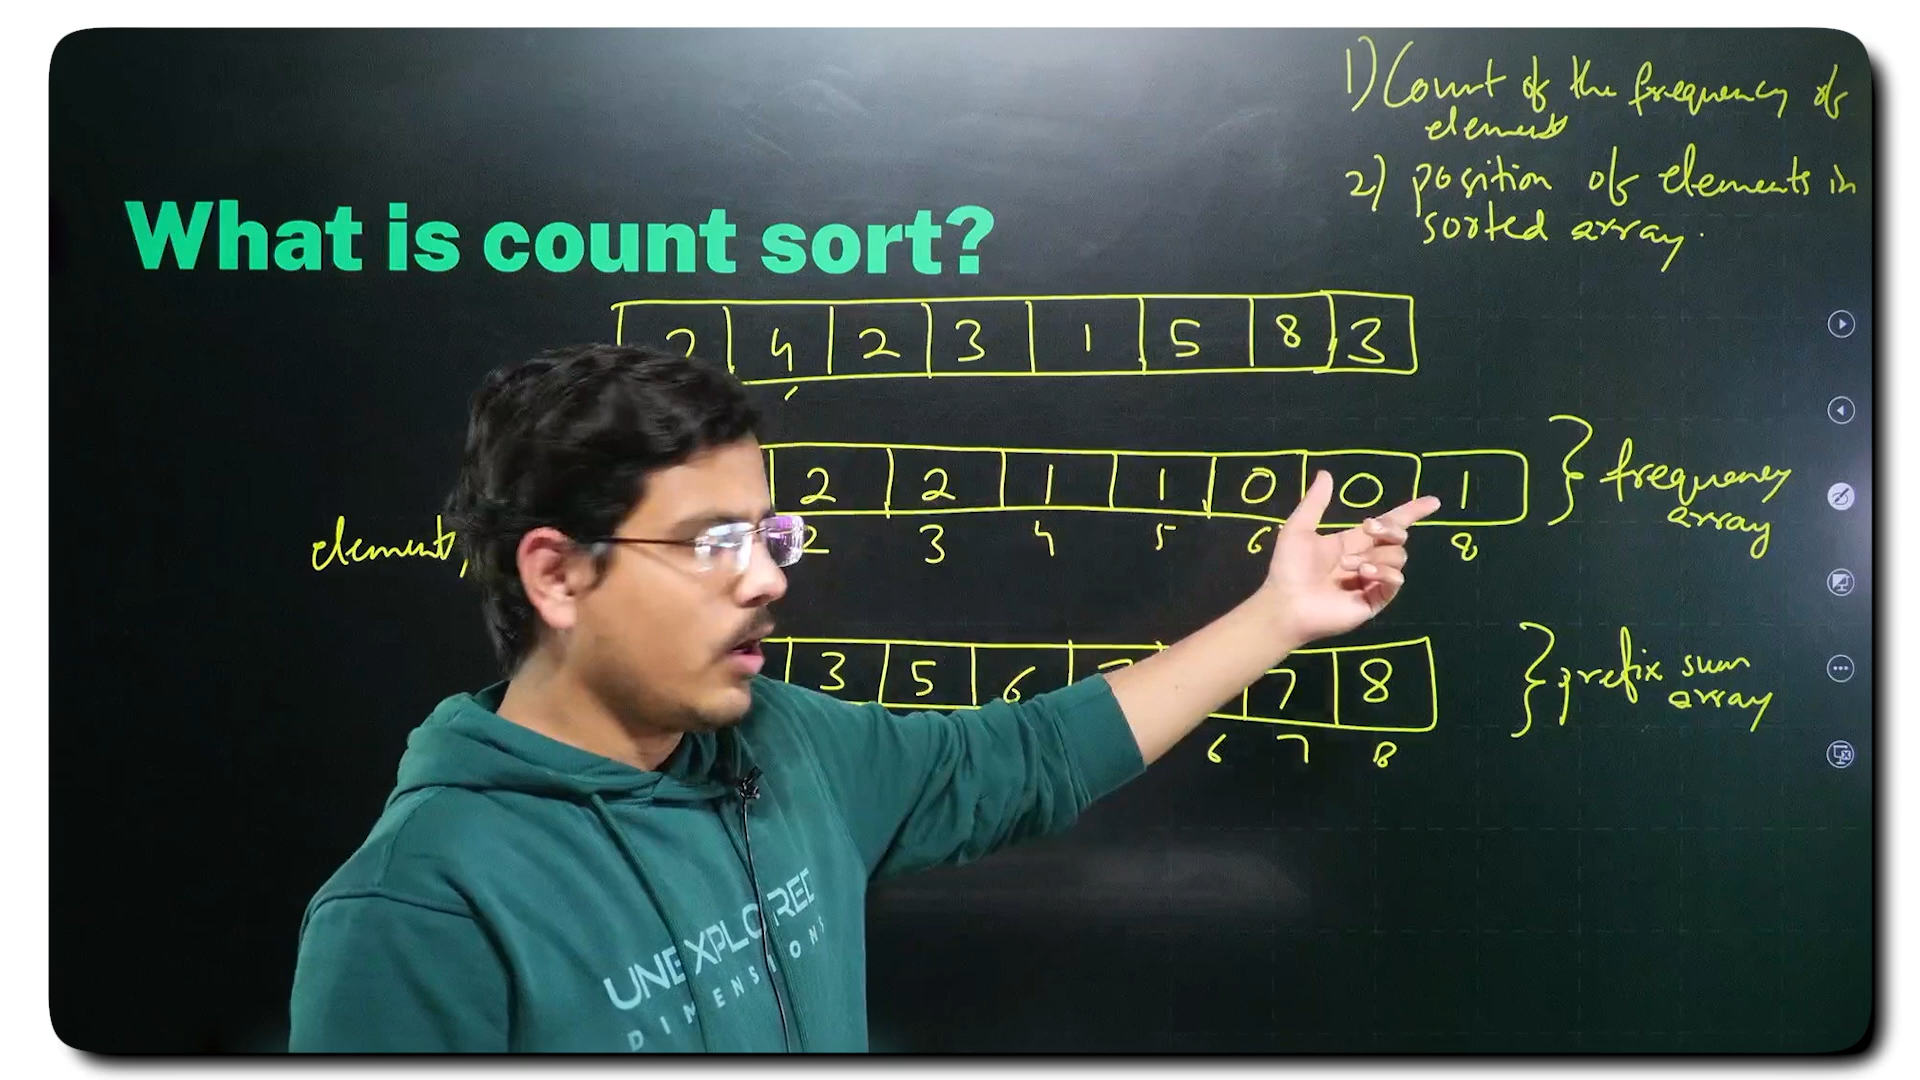 1) Count of the frequency of
elements
2) position of elements in
sorted array.
What is count sort?
4 2 3 1 5 8 3
2 2 1 1 0 0 1
} frequency
array
element,
2 3 4 5 6 8
3 5 6 7 8
} prefix sum
array
6 7 8
UNEXPLORED
DIMENSIONS